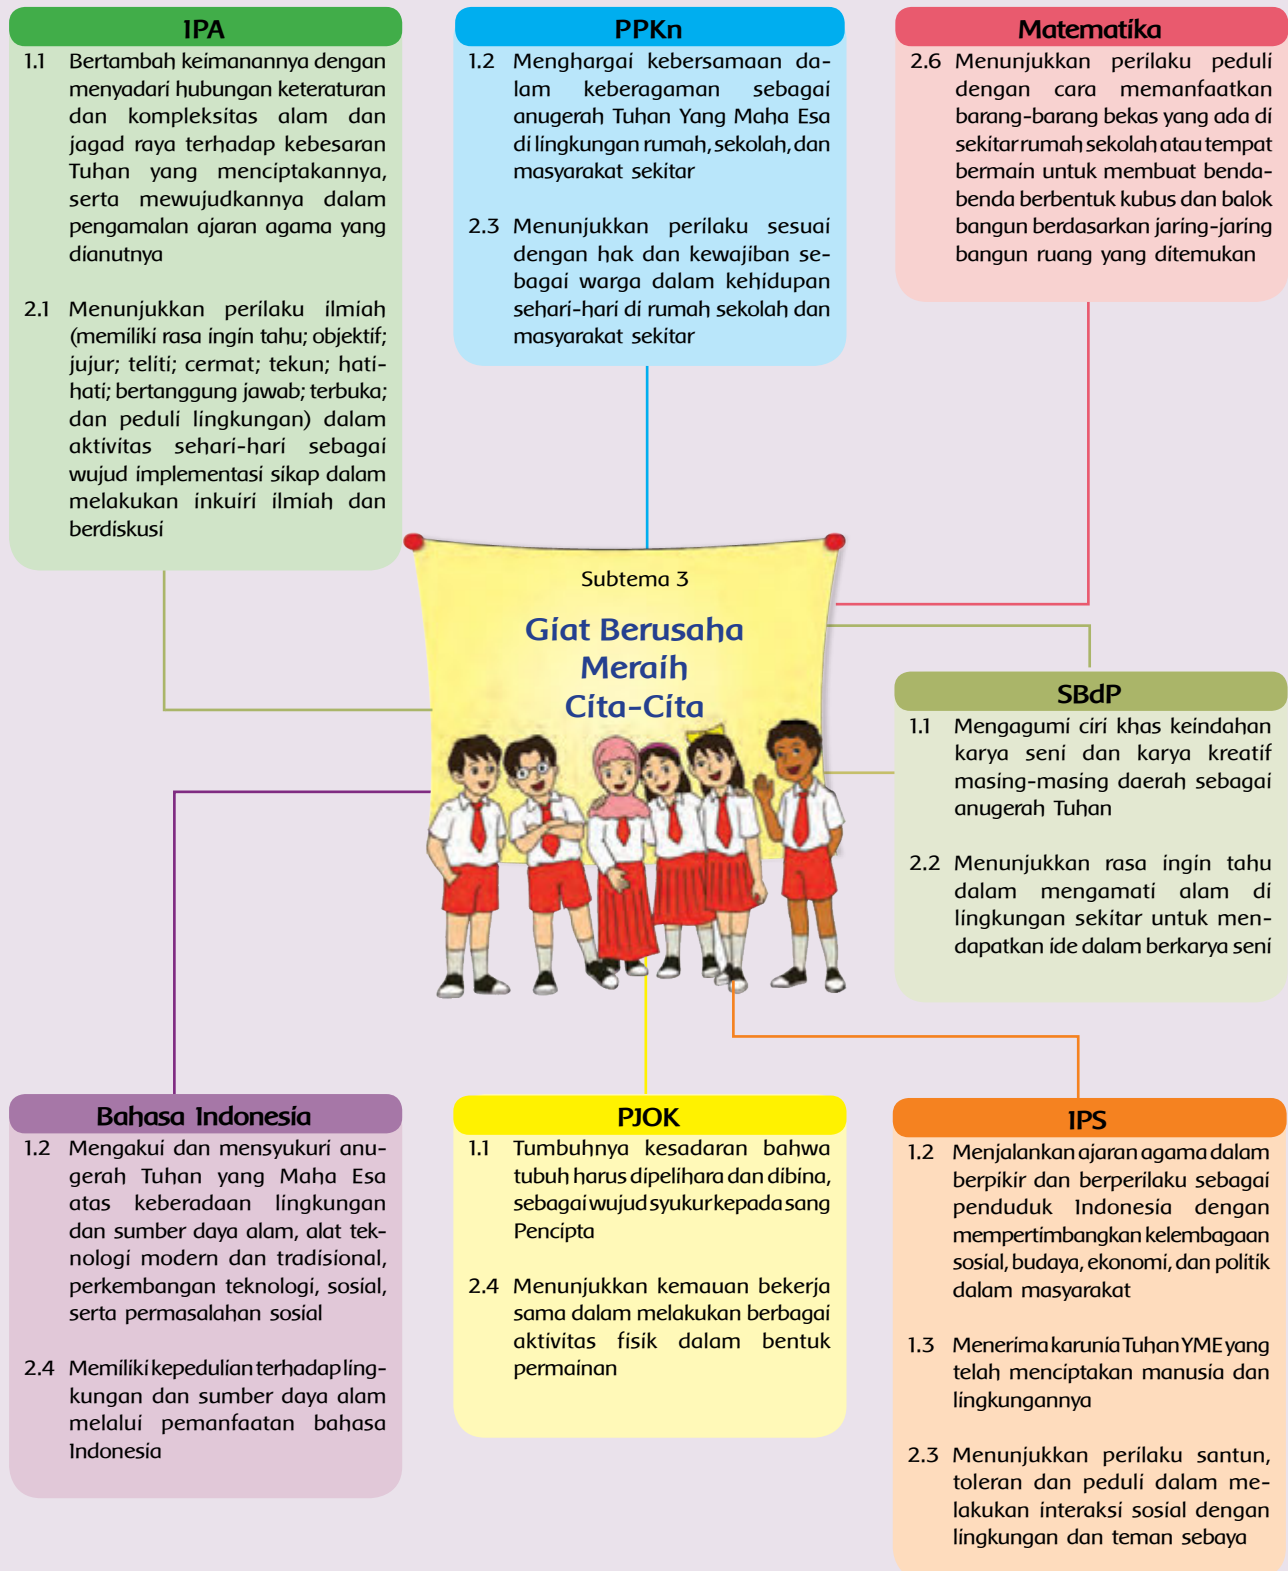 IPA
1.1 Bertambah keimanannya dengan
menyadari hubungan keteraturan
dan kompleksitas alam dan
jagad raya terhadap kebesaran
Tuhan yang menciptakannya,
serta mewujudkannya dalam
pengamalan ajaran agama yang
dianutnya
2.1 Menunjukkan perilaku ilmiah
(memiliki rasa ingin tahu; objektif;
jujur; teliti; cermat; tekun; hati-
hati; bertanggung jawab; terbuka;
dan peduli lingkungan) dalam
aktivitas sehari-hari sebagai
wujud implementasi sikap dalam
melakukan inkuiri ilmiah dan
berdiskusi
PPKn
1.2 Menghargai kebersamaan da-
lam keberagaman sebagai
anugerah Tuhan Yang Maha Esa
di lingkungan rumah, sekolah, dan
masyarakat sekitar
2.3 Menunjukkan perilaku sesuai
dengan hak dan kewajiban se-
bagai warga dalam kehidupan
sehari-hari di rumah sekolah dan
masyarakat sekitar
Matematika
2.6 Menunjukkan perilaku peduli
dengan cara memanfaatkan
barang-barang bekas yang ada di
sekitar rumah sekolah atau tempat
bermain untuk membuat benda-
benda berbentuk kubus dan balok
bangun berdasarkan jaring-jaring
bangun ruang yang ditemukan
Subtema 3
Giat Berusaha
Meraih
Cita-Cita
SBdP
1.1 Mengagumi ciri khas keindahan
karya seni dan karya kreatif
masing-masing daerah sebagai
anugerah Tuhan
2.2 Menunjukkan rasa ingin tahu
dalam mengamati alam di
lingkungan sekitar untuk men-
dapatkan ide dalam berkarya seni
Bahasa Indonesia
1.2 Mengakui dan mensyukuri anu-
gerah Tuhan yang Maha Esa
atas keberadaan lingkungan
dan sumber daya alam, alat tek-
nologi modern dan tradisional,
perkembangan teknologi, sosial,
serta permasalahan sosial
2.4 Memiliki kepedulian terhadap ling-
kungan dan sumber daya alam
melalui pemanfaatan bahasa
Indonesia
PJOK
1.1 Tumbuhnya kesadaran bahwa
tubuh harus dipelihara dan dibina,
sebagai wujud syukur kepada sang
Pencipta
2.4 Menunjukkan kemauan bekerja
sama dalam melakukan berbagai
aktivitas fisik dalam bentuk
permainan
IPS
1.2 Menjalankan ajaran agama dalam
berpikir dan berperilaku sebagai
penduduk Indonesia dengan
mempertimbangkan kelembagaan
sosial, budaya, ekonomi, dan politik
dalam masyarakat
1.3 Menerima karunia Tuhan YME yang
telah menciptakan manusia dan
lingkungannya
2.3 Menunjukkan perilaku santun,
toleran dan peduli dalam me-
lakukan interaksi sosial dengan
lingkungan dan teman sebaya